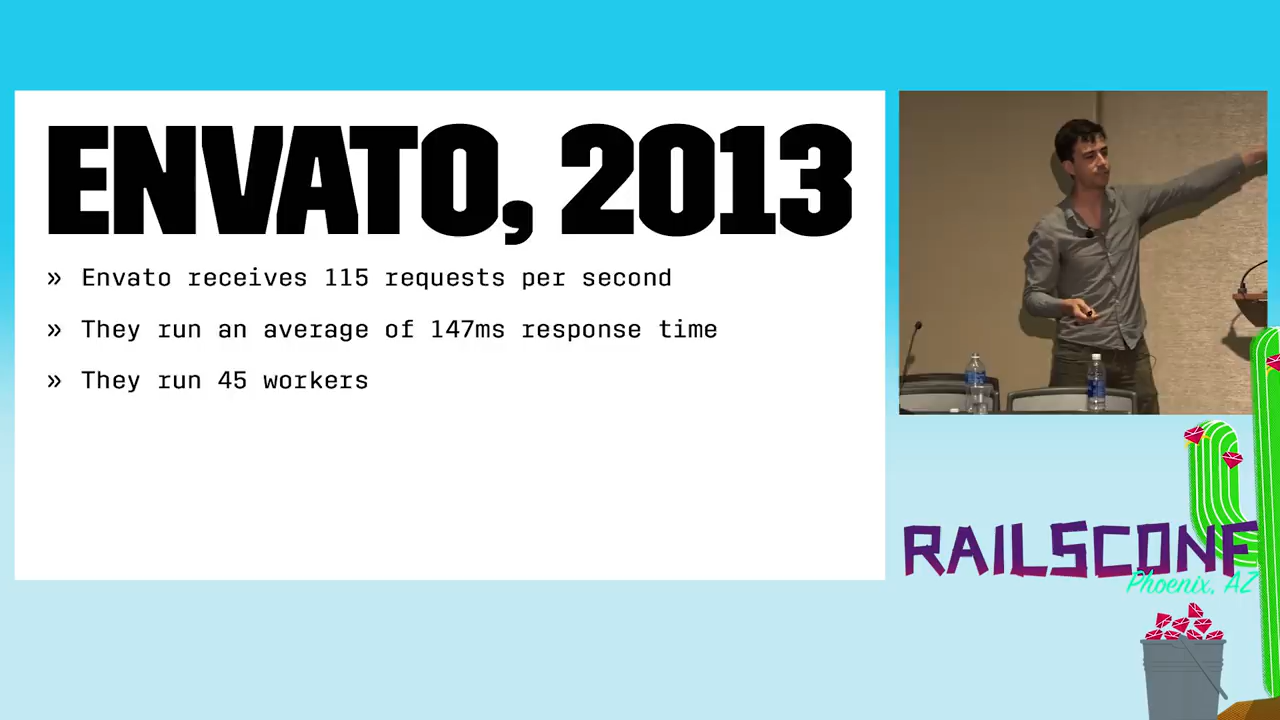 ENVATO, 2013
» Envato receives 115 requests per second
» They run an average of 147ms response time
» They run 45 workers
RAILSCONF
Phoenix, AZ